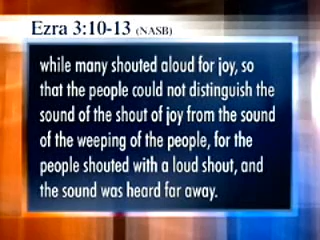 Ezra 3:10-13 (NASB)
while many shouted aloud for joy, so
that the people could not distinguish the
sound of the shout of joy from the sound
of the weeping of the people, for the
people shouted with a loud shout, and
the sound was heard far away.